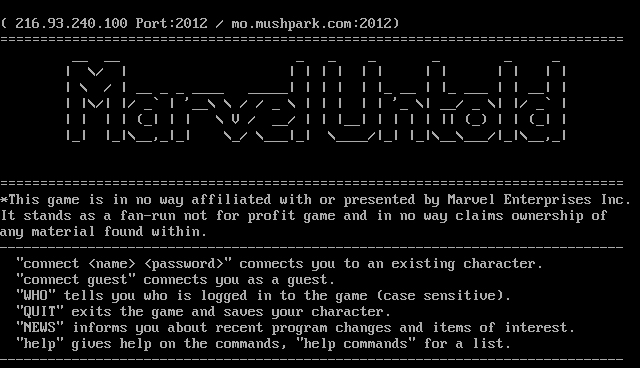 ( 216.93.240.100 Port:2012 / mo.mushpark.com:2012)
Marvel Untold
*This game is in no way affiliated with or presented by Marvel Enterprises Inc.
It stands as a fan-run not for profit game and in no way claims ownership of
any material found within.
"connect <name> <password>" connects you to an existing character.
"connect guest" connects you as a guest.
"WHO" tells you who is logged in to the game (case sensitive).
"QUIT" exits the game and saves your character.
"NEWS" informs you about recent program changes and items of interest.
"help" gives help on the commands, "help commands" for a list.